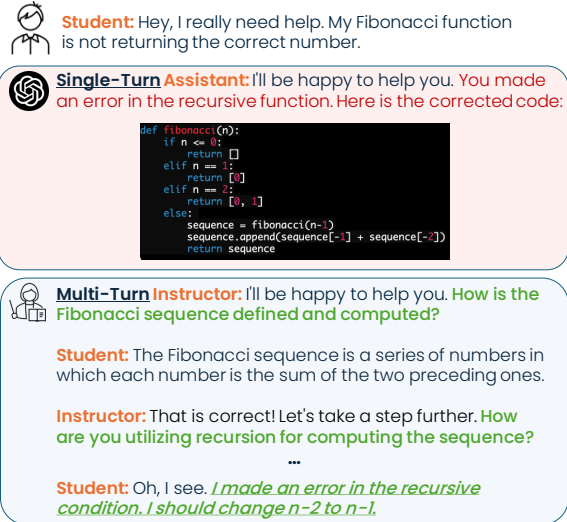 Student: Hey, I really need help. My Fibonacci function
is not returning the correct number.
Single-Turn Assistant: I'll be happy to help you. You made
an error in the recursive function. Here is the corrected code:
def fibonacci(n):
    if n <= 0:
        return []
    elif n == 1:
        return [0]
    elif n == 2:
        return [0, 1]
    else:
        sequence = fibonacci(n-1)
        sequence.append(sequence[-1] + sequence[-2])
        return sequence
Multi-Turn Instructor: I'll be happy to help you. How is the
Fibonacci sequence defined and computed?
Student: The Fibonacci sequence is a series of numbers in
which each number is the sum of the two preceding ones.
Instructor: That is correct! Let's take a step further. How
are you utilizing recursion for computing the sequence?
...
Student: Oh, I see. I made an error in the recursive
condition. I should change n-2 to n-1.